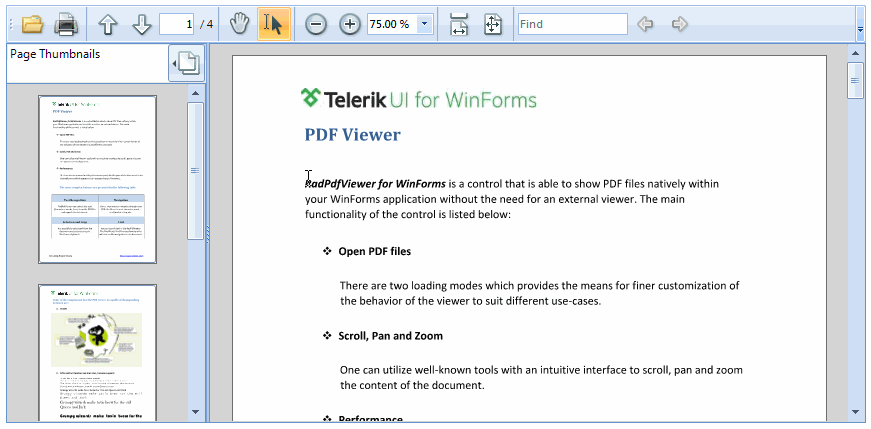 1 / 4
75.00 %
Find
Page Thumbnails
Telerik UI for WinForms
PDF Viewer
RadPdfViewer for WinForms is a control that is able to show PDF files natively within
your WinForms application without the need for an external viewer. The main
functionality of the control is listed below:
❖ Open PDF files
There are two loading modes which provides the means for finer customization of
the behavior of the viewer to suit different use-cases.
❖ Scroll, Pan and Zoom
One can utilize well-known tools with an intuitive interface to scroll, pan and zoom
the content of the document.
❖ Performance